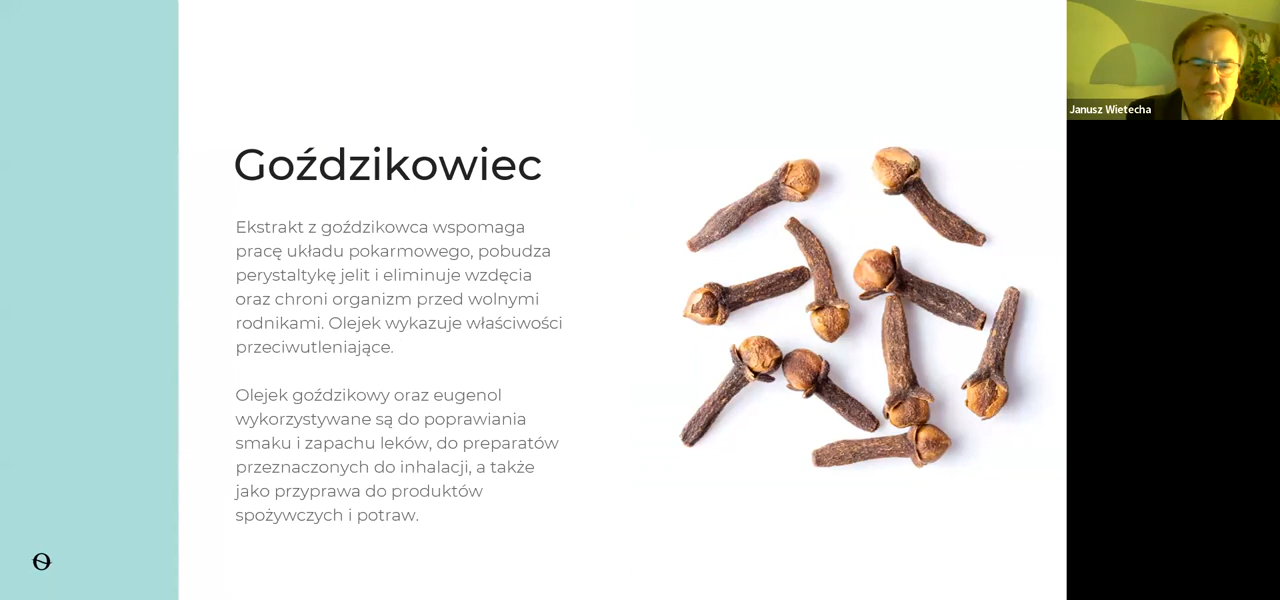 Goździkowiec
Ekstrakt z goździkowca wspomaga
pracę układu pokarmowego, pobudza
perystaltykę jelit i eliminuje wzdęcia
oraz chroni organizm przed wolnymi
rodnikami. Olejek wykazuje właściwości
przeciwutleniające.
Olejek goździkowy oraz eugenol
wykorzystywane są do poprawiania
smaku i zapachu leków, do preparatów
przeznaczonych do inhalacji, a także
jako przyprawa do produktów
spożywczych i potraw.
Janusz Wietecha